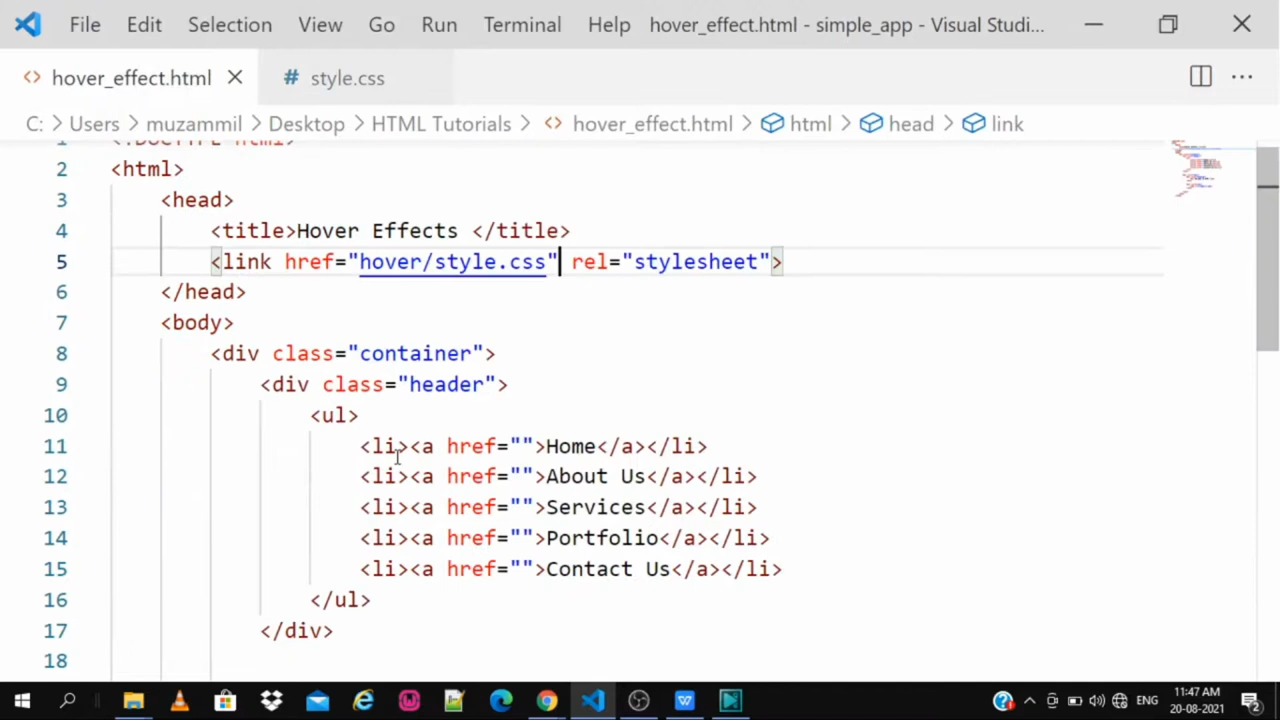 File Edit Selection View Go Run Terminal Help hover_effect.html - simple_app - Visual Studi...
hover_effect.html # style.css
C: > Users > muzammil > Desktop > HTML Tutorials > hover_effect.html > html > head > link
1 <!DOCTYPE html>
2 <html>
3 <head>
4 <title>Hover Effects </title>
5 <link href="hover/style.css" rel="stylesheet">
6 </head>
7 <body>
8 <div class="container">
9 <div class="header">
10 <ul>
11 <li><a href="">Home</a></li>
12 <li><a href="">About Us</a></li>
13 <li><a href="">Services</a></li>
14 <li><a href="">Portfolio</a></li>
15 <li><a href="">Contact Us</a></li>
16 </ul>
17 </div>
18
ENG 11:47 AM
20-08-2021 2